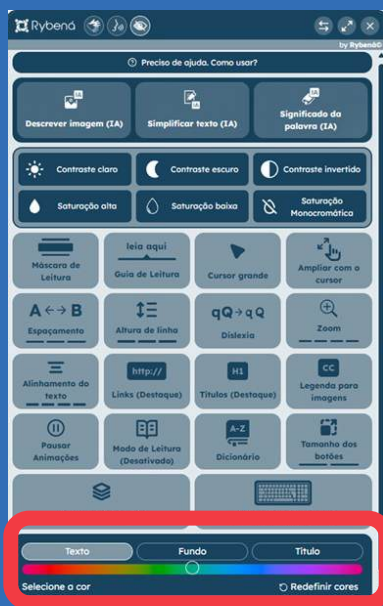 Rybená
by Rybená®
Preciso de ajuda. Como usar?
Descrever imagem (IA)
Simplificar texto (IA)
Significado da
palavra (IA)
Contraste
claro
Contraste escuro
Contraste invertido
Saturação
alta
Saturação baixa
Saturação
Monocromática
Máscara de
Leitura
leia aqui
Guia de Leitura
Cursor grande
Ampliar com o
cursor
A ↔ B
Espaçamento
Altura da linha
qQ→qQ
Dislexia
Zoom
Alinhamento do
texto
http://
Links (Destaque)
H1
Títulos (Destaque)
CC
Legenda para
imagens
Pausar
Animações
Modo de Leitura
(Desativado)
A-Z
Dicionário
Tamanho dos
botões
Texto
Fundo
Título
Selecione a cor
Redefinir cores